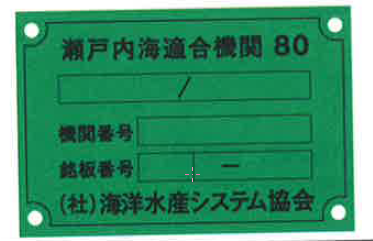 瀬戸内海適合機関 80
/
機関番号
銘板番号 －
(社)海洋水産システム協会